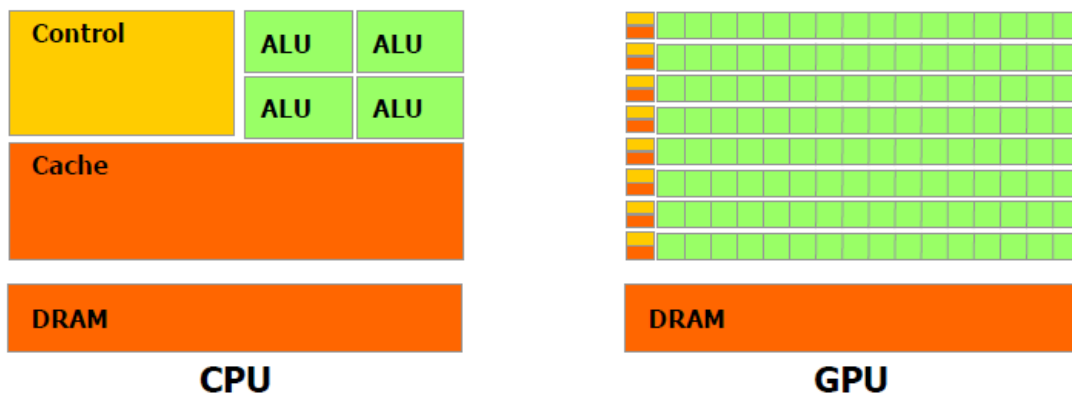 Control
ALU ALU
ALU ALU
Cache
DRAM
CPU
DRAM
GPU